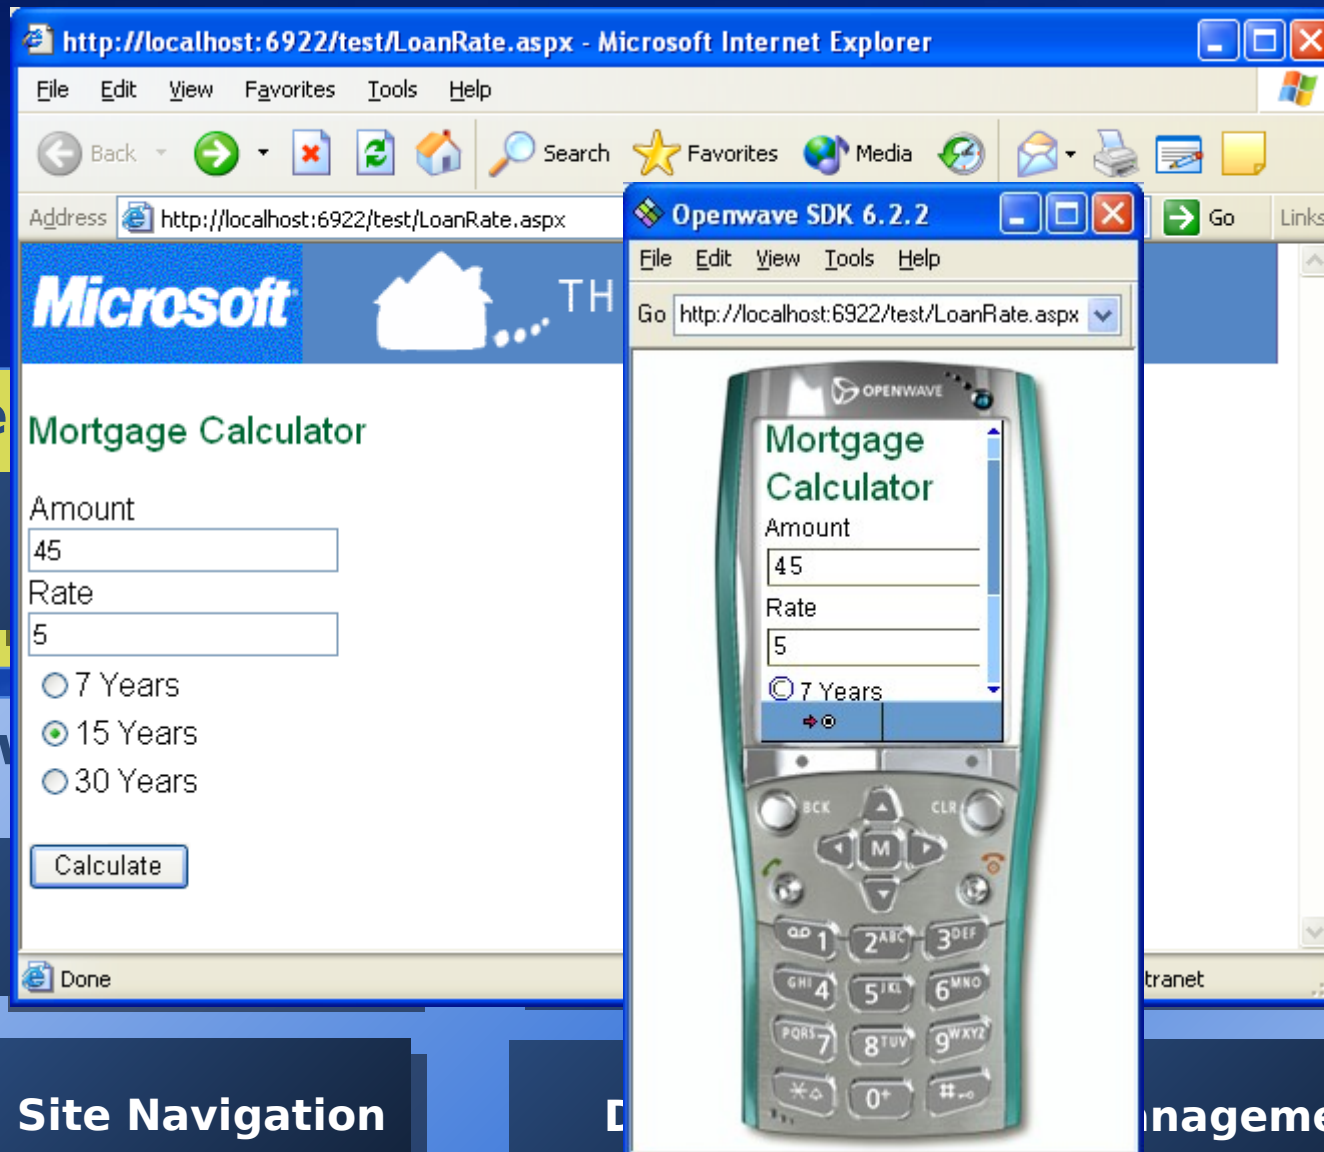 http://localhost:6922/test/LoanRate.aspx - Microsoft Internet Explorer
File Edit View Favorites Tools Help
Back Search Favorites Media
Address http://localhost:6922/test/LoanRate.aspx Go Links
Microsoft TH
Mortgage Calculator
Amount
45
Rate
5
7 Years
15 Years
30 Years
Calculate
Done
tranet
Openwave SDK 6.2.2
File Edit View Tools Help
Go http://localhost:6922/test/LoanRate.aspx
OPENWAVE
Mortgage
Calculator
Amount
45
Rate
5
7 Years
BCK CLR
M
1 2ABC 3DEF
GHI4 5JKL 6MNO
PQRS7 8TUV 9WXYZ
* 0+ #
Site Navigation
nageme